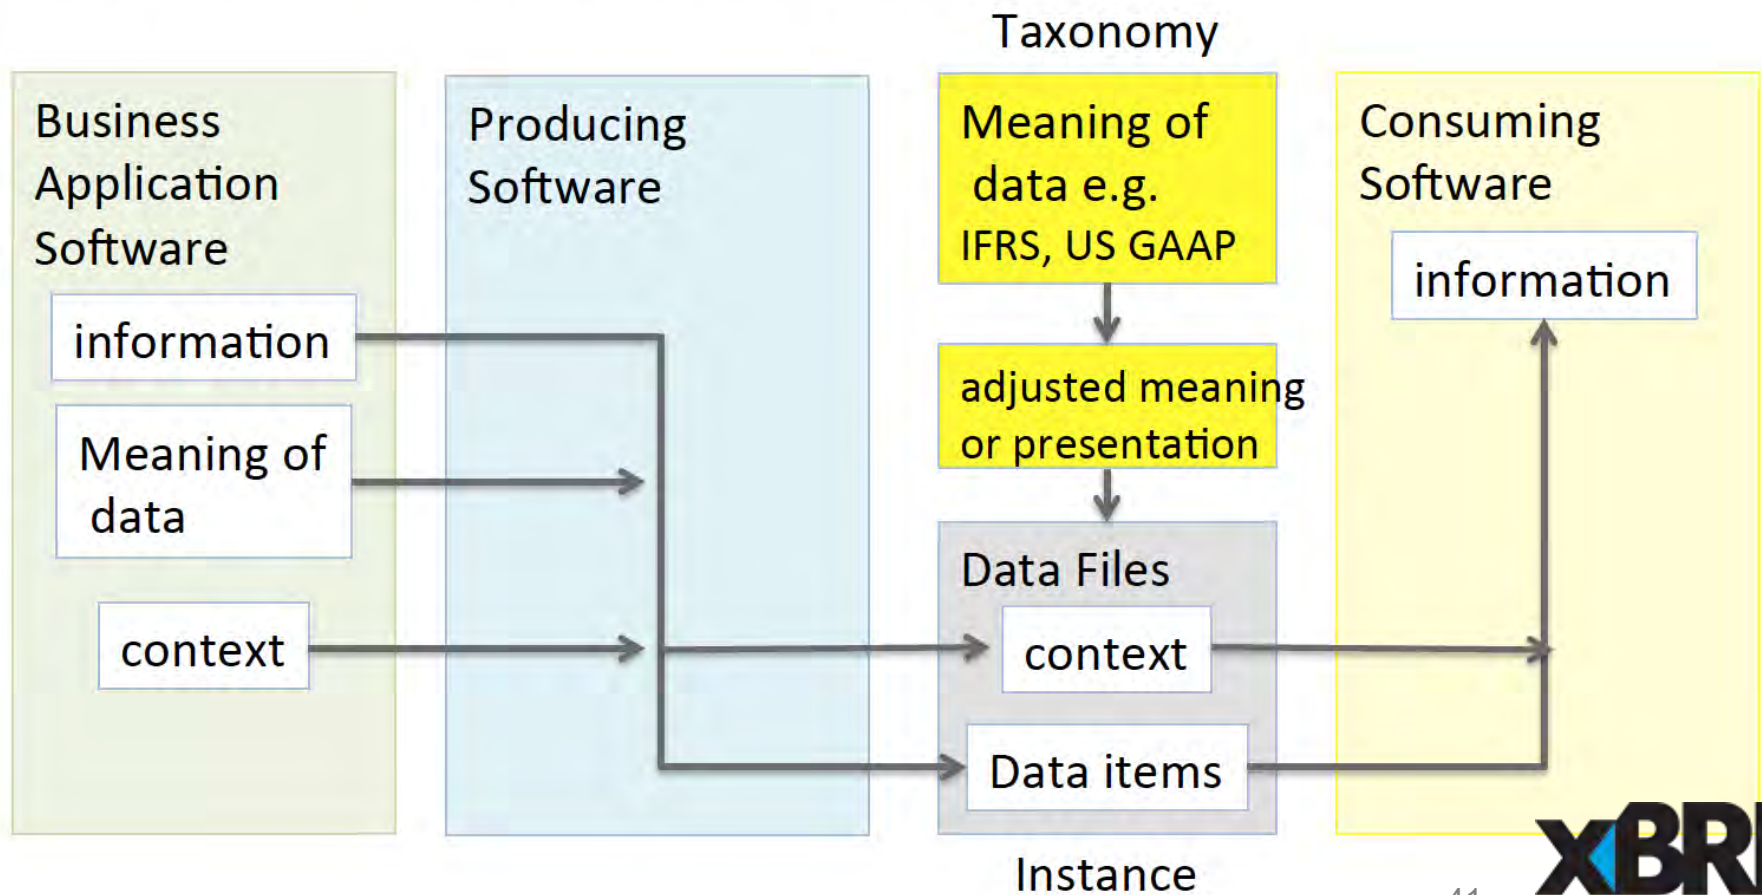 Taxonomy
Business
Application
Software
information
Meaning of
data
context
Producing
Software
Meaning of
data e.g.
IFRS, US GAAP
adjusted meaning
or presentation
Data Files
context
Data items
Instance
Consuming
Software
information
41
XBRL